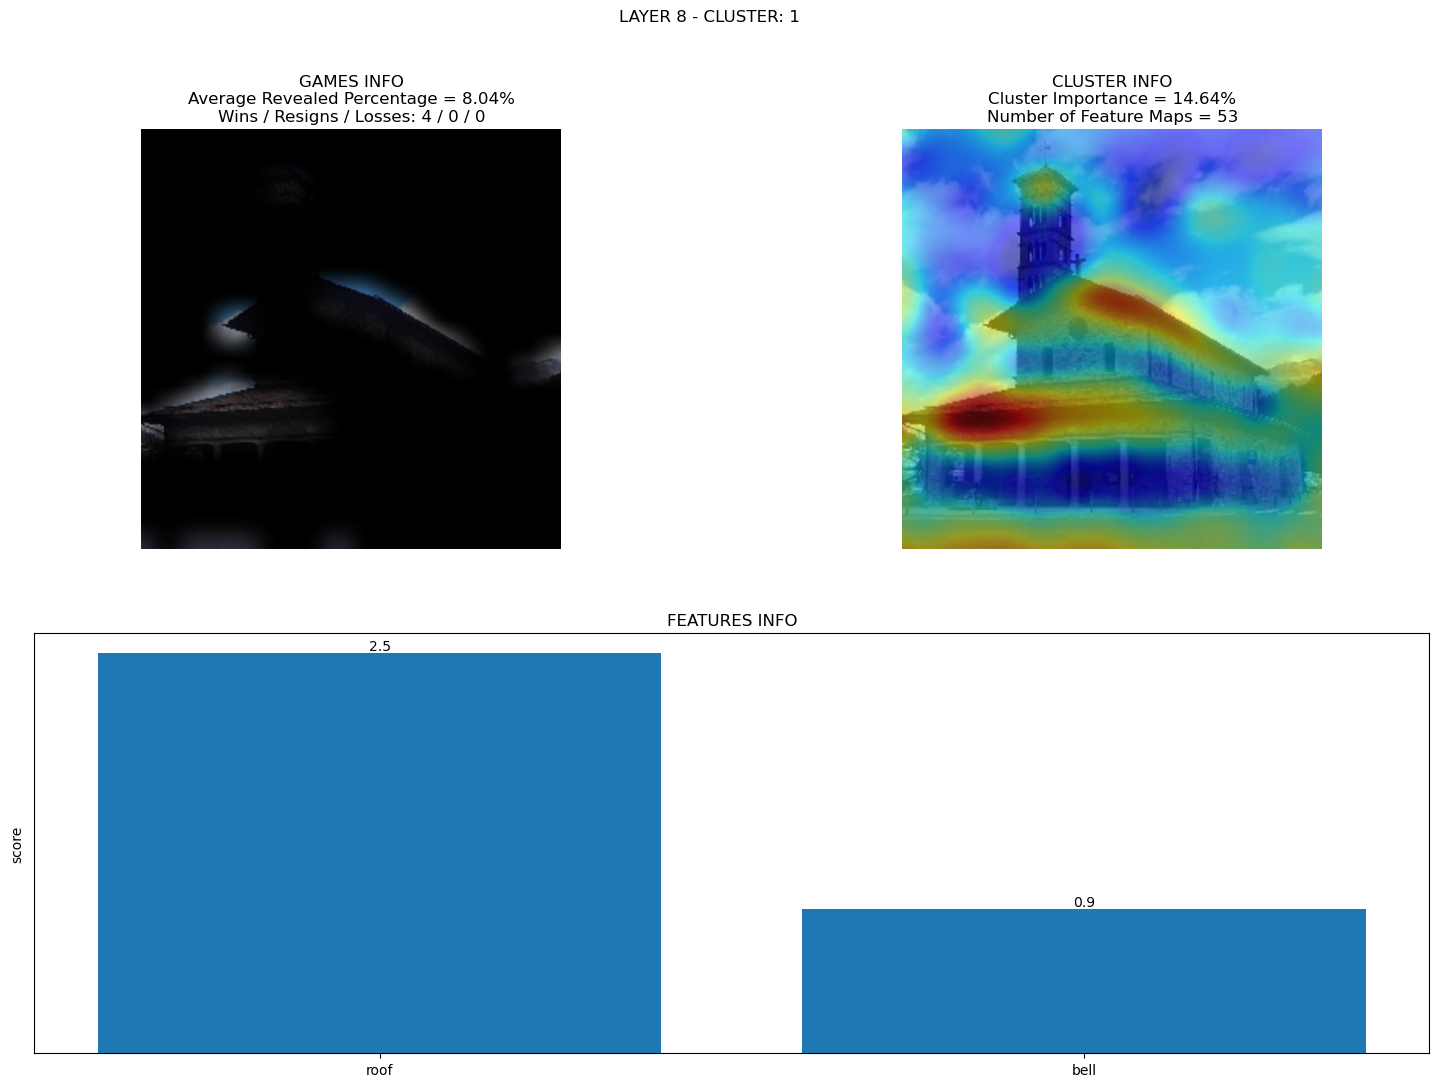 LAYER 8 - CLUSTER: 1
GAMES INFO
Average Revealed Percentage = 8.04%
Wins / Resigns / Losses: 4 / 0 / 0
CLUSTER INFO
Cluster Importance = 14.64%
Number of Feature Maps = 53
FEATURES INFO
score
2.5
0.9
roof
bell